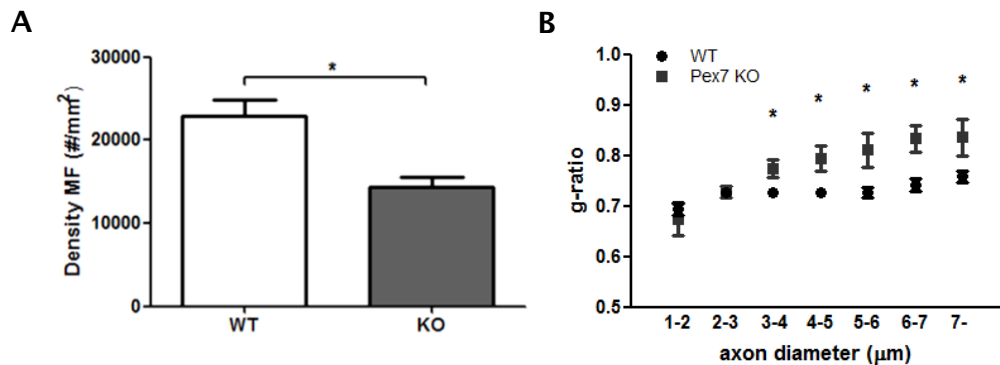 A
Density MF (#/mm²)
30000
20000
10000
0
*
WT
KO
B
g-ratio
1.0
0.9
0.8
0.7
0.6
0.5
WT
Pex7 KO
* * * * *
1-2 2-3 3-4 4-5 5-6 6-7 7-
axon diameter (μm)